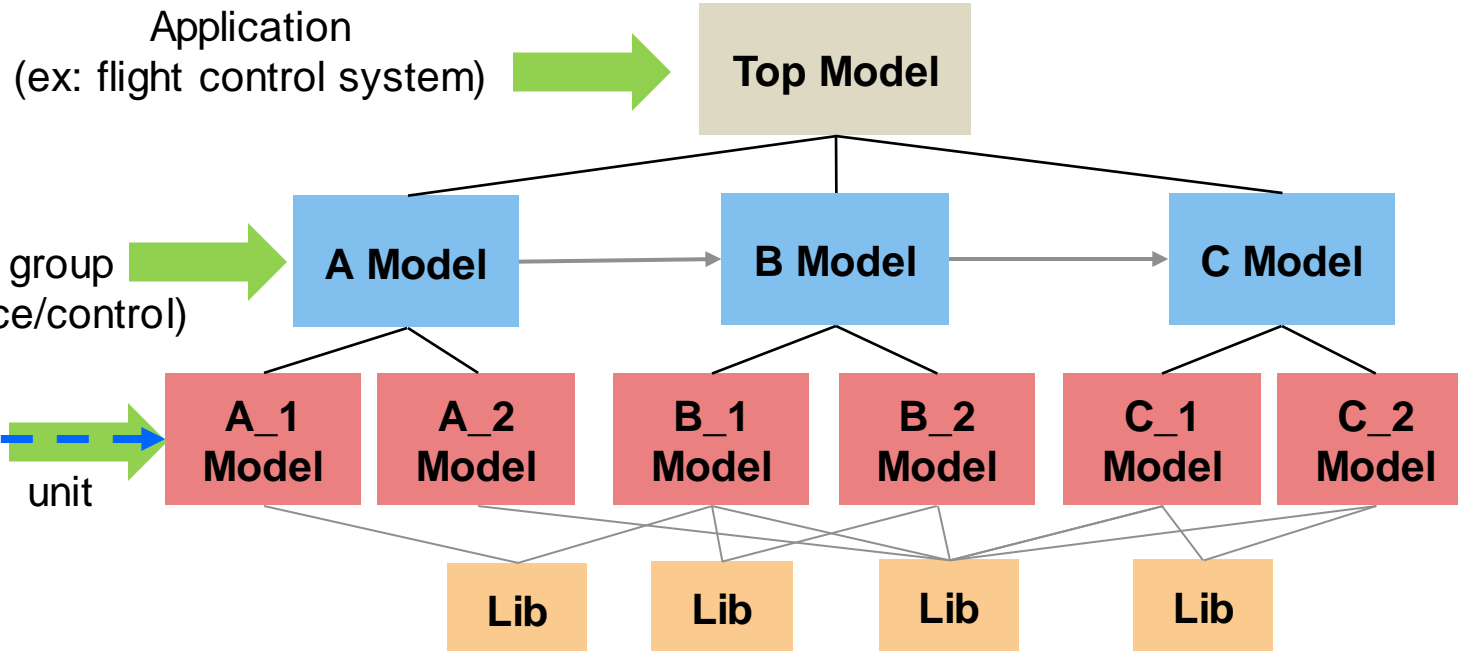 Application
(ex: flight control system)
Top Model
group
ce/control)
A Model
B Model
C Model
unit
A_1
Model
A_2
Model
B_1
Model
B_2
Model
C_1
Model
C_2
Model
Lib
Lib
Lib
Lib